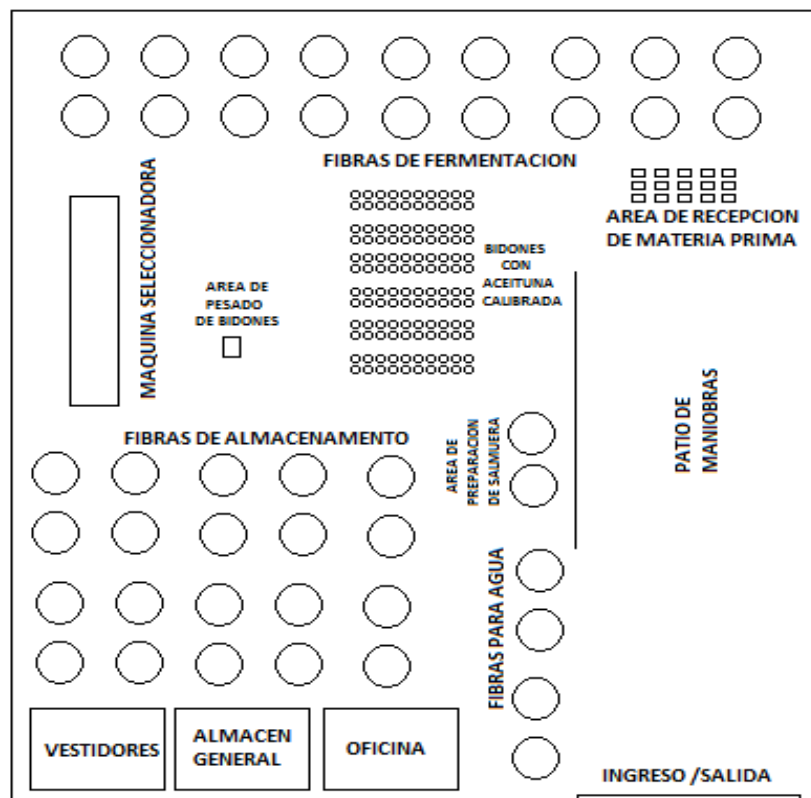 FIBRAS DE FERMENTACION
MAQUINA SELECCIONADORA
AREA DE RECEPCION
DE MATERIA PRIMA
BIDONES
CON
ACEITUNA
CALIBRADA
AREA DE
PESADO
DE BIDONES
PATIO DE
MANIOBRAS
FIBRAS DE ALMACENAMENTO
AREA DE
PREPARACION
DE SALMUERA
FIBRAS PARA AGUA
VESTIDORES
ALMACEN
GENERAL
OFICINA
INGRESO /SALIDA